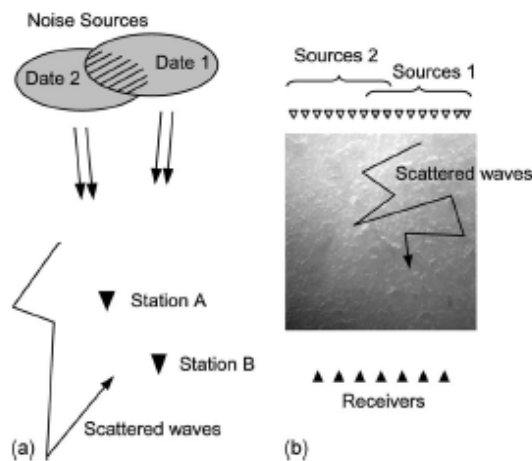 Noise Sources
Date 2
Date 1
Station A
Station B
Scattered waves
(a)
Sources 2
Sources 1
Scattered waves
Receivers
(b)